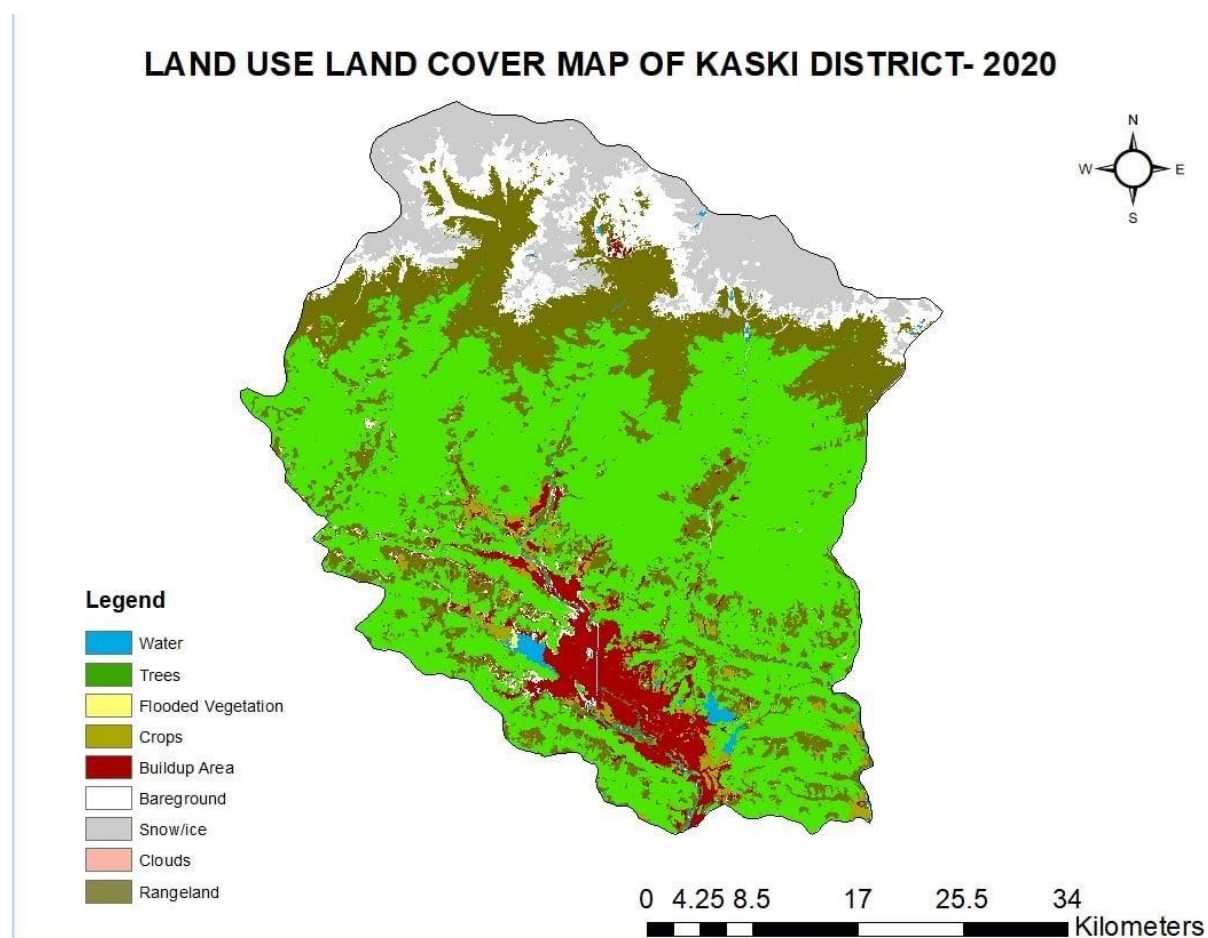 LAND USE LAND COVER MAP OF KASKI DISTRICT- 2020
N
W E
S
Legend
Water
Trees
Flooded Vegetation
Crops
Buildup Area
Bareground
Snow/ice
Clouds
Rangeland
0 4.25 8.5 17 25.5 34
Kilometers